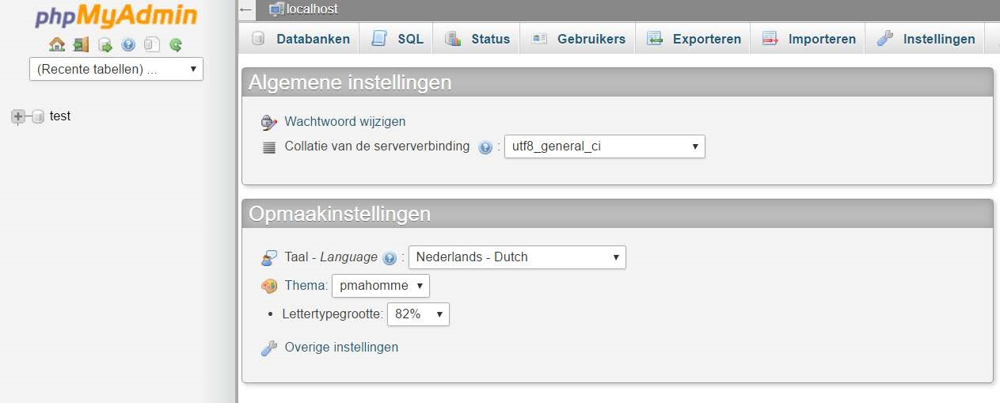 phpMyAdmin
(Recente tabellen) ...
test
← localhost
Databanken SQL Status Gebruikers Exporteren Importeren Instellingen
Algemene instellingen
Wachtwoord wijzigen
Collatie van de serververbinding : utf8_general_ci
Opmaakinstellingen
Taal - Language : Nederlands - Dutch
Thema: pmahomme
• Lettertypegrootte: 82%
Overige instellingen